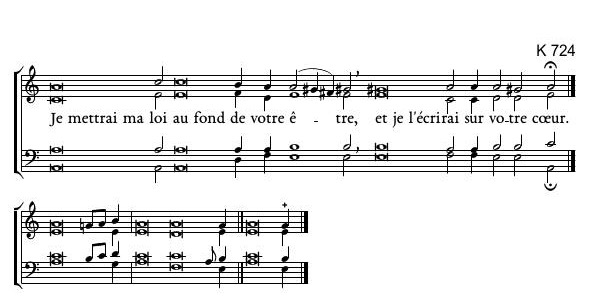 K 724
Je mettrai ma loi au fond de votre ê - tre, et je l'écrirai sur vo-tre cœur.